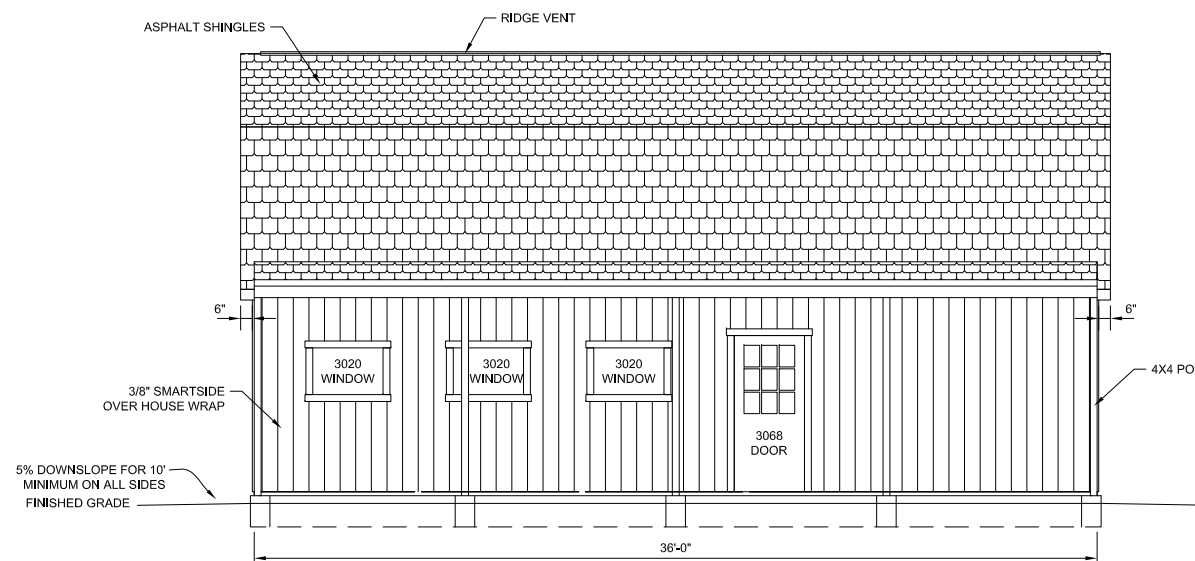 RIDGE VENT
ASPHALT SHINGLES
6"
6"
3020
WINDOW
3020
WINDOW
3020
WINDOW
4X4 PO
3/8" SMARTSIDE
OVER HOUSE WRAP
3068
DOOR
5% DOWNSLOPE FOR 10'
MINIMUM ON ALL SIDES
FINISHED GRADE
36'-0"